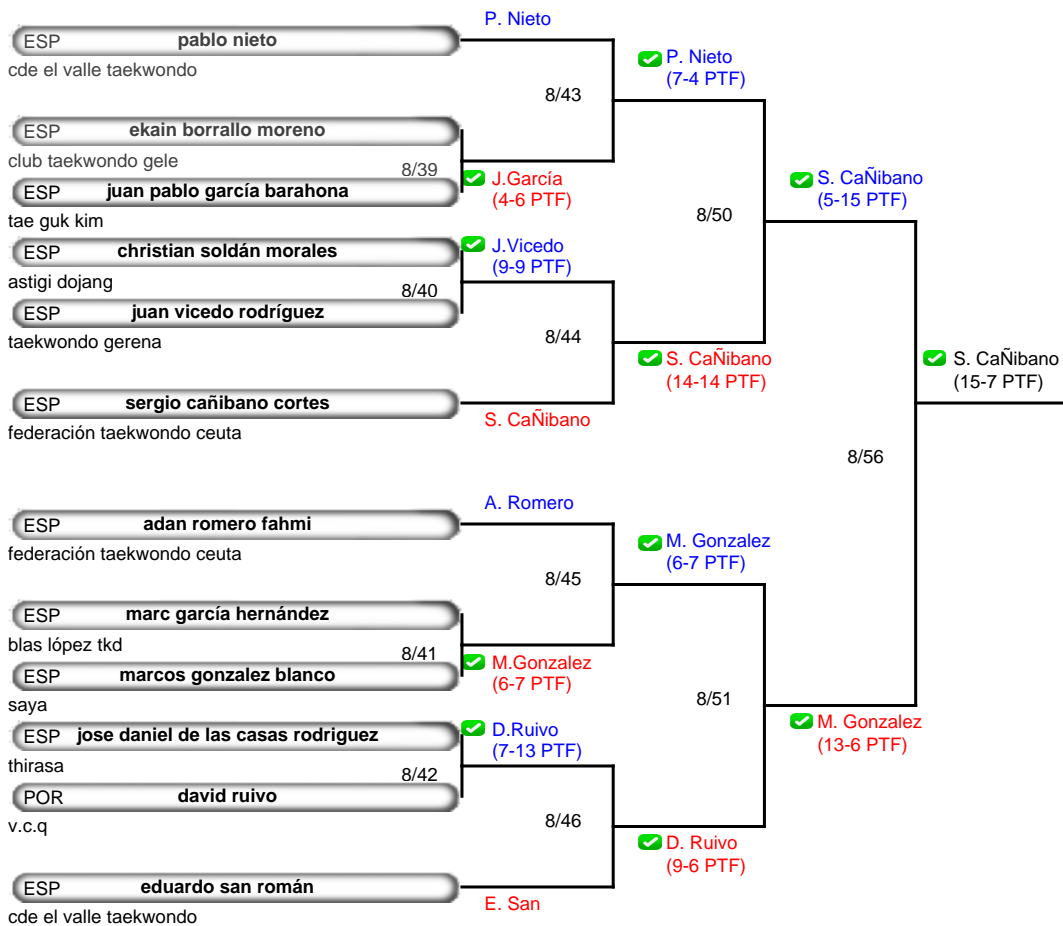 P. Nieto
ESP pablo nieto
cde el valle taekwondo
P. Nieto
(7-4 PTF)
8/43
ESP ekain borrallo moreno
club taekwondo gele
8/39
ESP juan pablo garcía barahona
J.García
(4-6 PTF)
tae guk kim
S. CaÑibano
(5-15 PTF)
8/50
ESP christian soldán morales
J.Vicedo
(9-9 PTF)
astigi dojang
8/40
ESP juan vicedo rodríguez
taekwondo gerena
8/44
S. CaÑibano
(14-14 PTF)
S. CaÑibano
(15-7 PTF)
ESP sergio cañibano cortes
S. CaÑibano
federación taekwondo ceuta
8/56
A. Romero
ESP adan romero fahmi
federación taekwondo ceuta
M. Gonzalez
(6-7 PTF)
8/45
ESP marc garcía hernández
blas lópez tkd
8/41
ESP marcos gonzalez blanco
M.Gonzalez
(6-7 PTF)
saya
8/51
M. Gonzalez
(13-6 PTF)
ESP jose daniel de las casas rodriguez
D.Ruivo
(7-13 PTF)
thirasa
8/42
POR david ruivo
v.c.q
8/46
D. Ruivo
(9-6 PTF)
ESP eduardo san román
E. San
cde el valle taekwondo